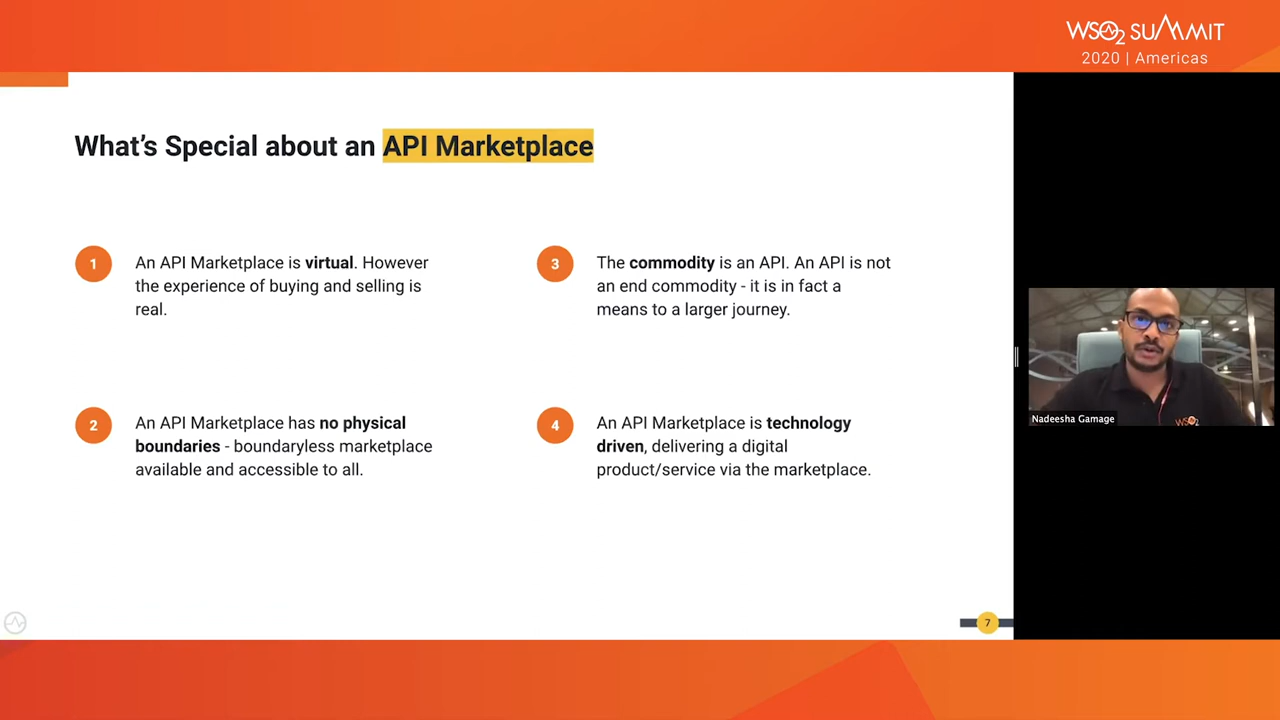 WSO2 SUMMIT
2020 | Americas
What's Special about an API Marketplace
1
An API Marketplace is virtual. However
the experience of buying and selling is
real.
2
An API Marketplace has no physical
boundaries - boundaryless marketplace
available and accessible to all.
3
The commodity is an API. An API is not
an end commodity - it is in fact a
means to a larger journey.
4
An API Marketplace is technology
driven, delivering a digital
product/service via the marketplace.
Nadeesha Gamage
WSO2
7